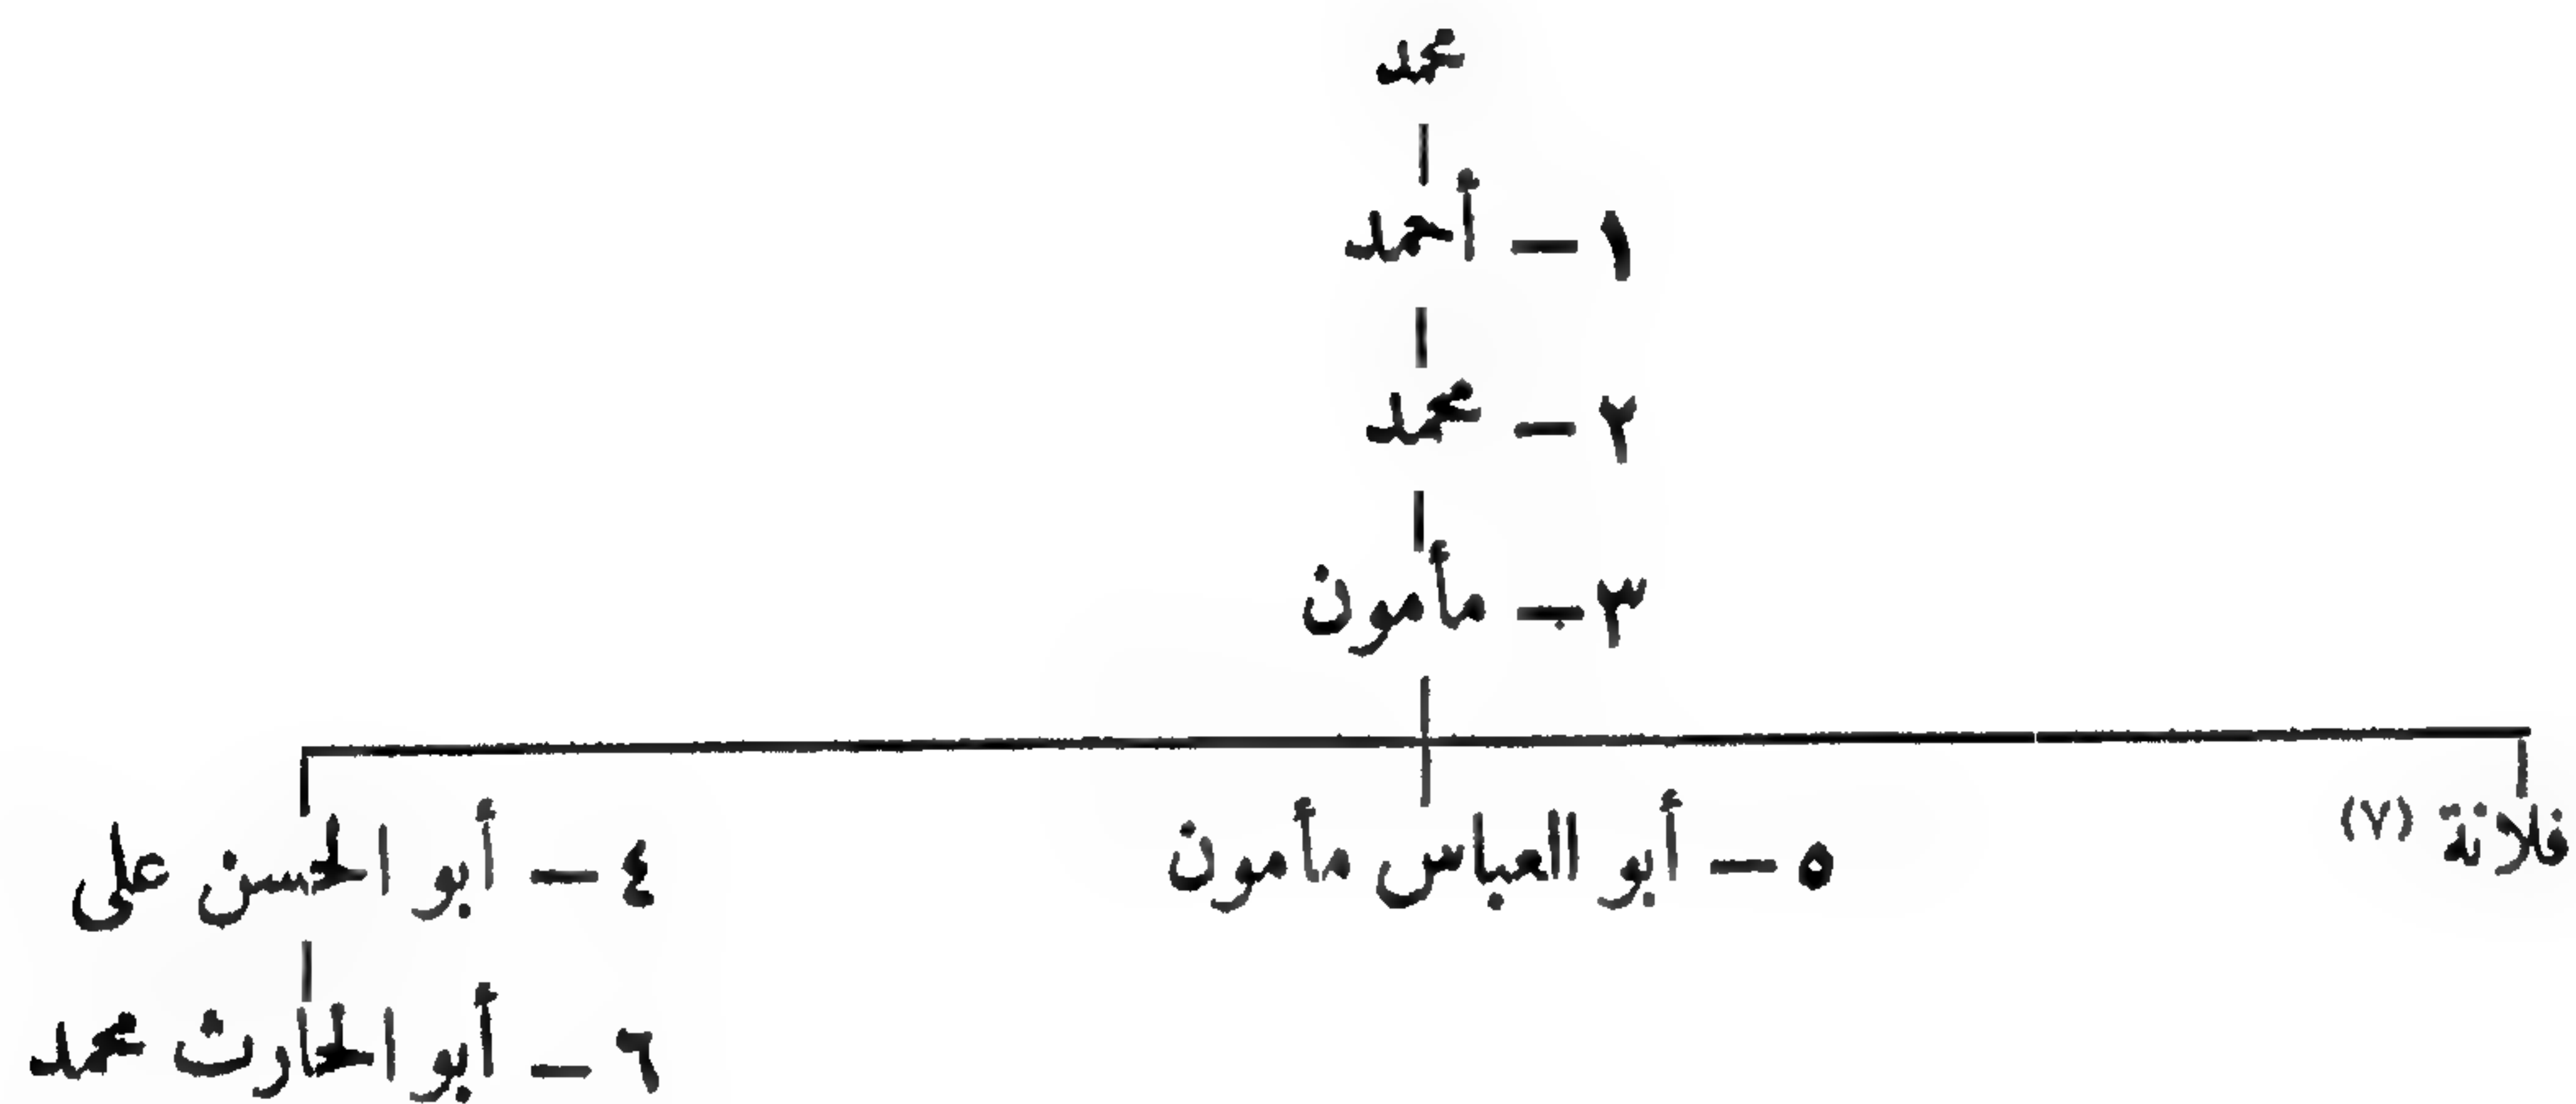 محمد
١ – أحمد
٢ – محمد
٣ – مأمون
فلانة (٧)
٥ – أبو العباس مأمون
٤ – أبو الحسن على
٦ – أبو الحارث محمد